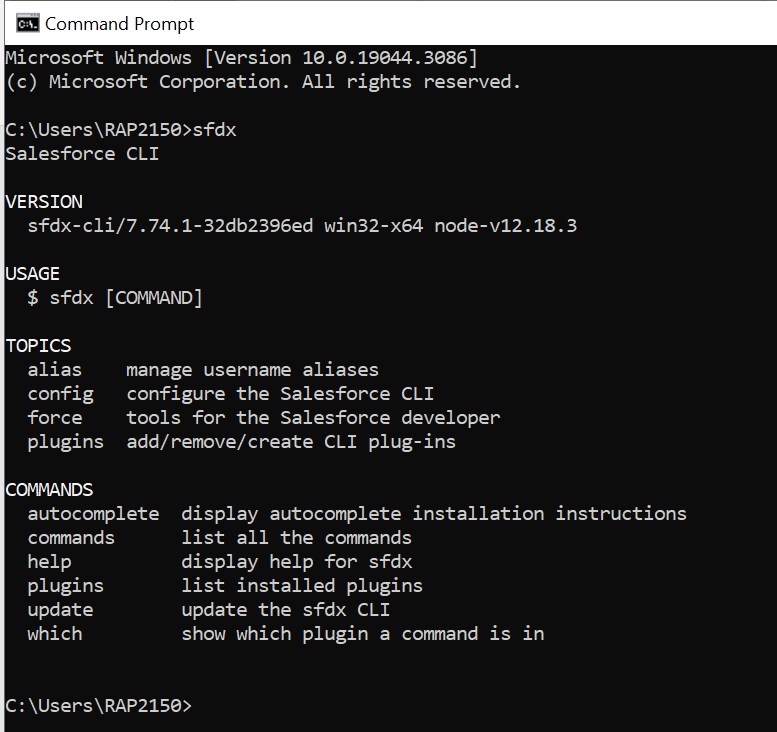 Command Prompt
Microsoft Windows [Version 10.0.19044.3086]
(c) Microsoft Corporation. All rights reserved.
C:\Users\RAP2150>sfdx
Salesforce CLI
VERSION
sfdx-cli/7.74.1-32db2396ed win32-x64 node-v12.18.3
USAGE
$ sfdx [COMMAND]
TOPICS
alias    manage username aliases
config   configure the Salesforce CLI
force    tools for the Salesforce developer
plugins  add/remove/create CLI plug-ins
COMMANDS
autocomplete  display autocomplete installation instructions
commands      list all the commands
help          display help for sfdx
plugins       list installed plugins
update        update the sfdx CLI
which         show which plugin a command is in
C:\Users\RAP2150>